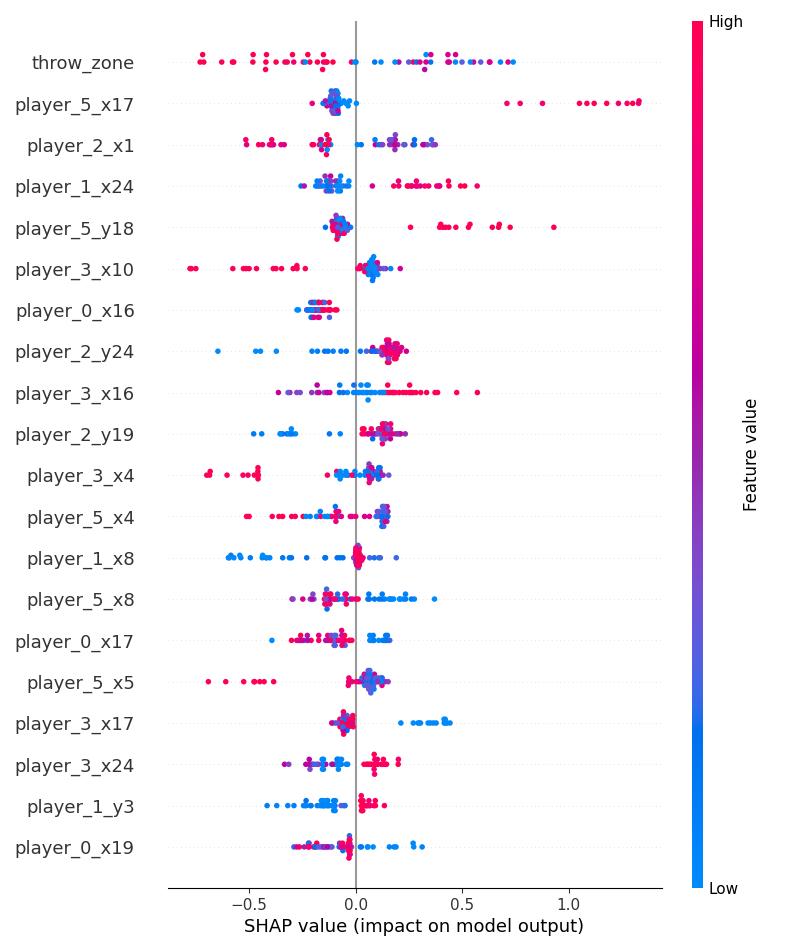 High
throw_zone
player_5_x17
player_2_x1
player_1_x24
player_5_y18
player_3_x10
player_0_x16
player_2_y24
player_3_x16
player_2_y19
player_3_x4
player_5_x4
player_1_x8
player_5_x8
player_0_x17
player_5_x5
player_3_x17
player_3_x24
player_1_y3
player_0_x19
Feature value
Low
−0.5 0.0 0.5 1.0
SHAP value (impact on model output)